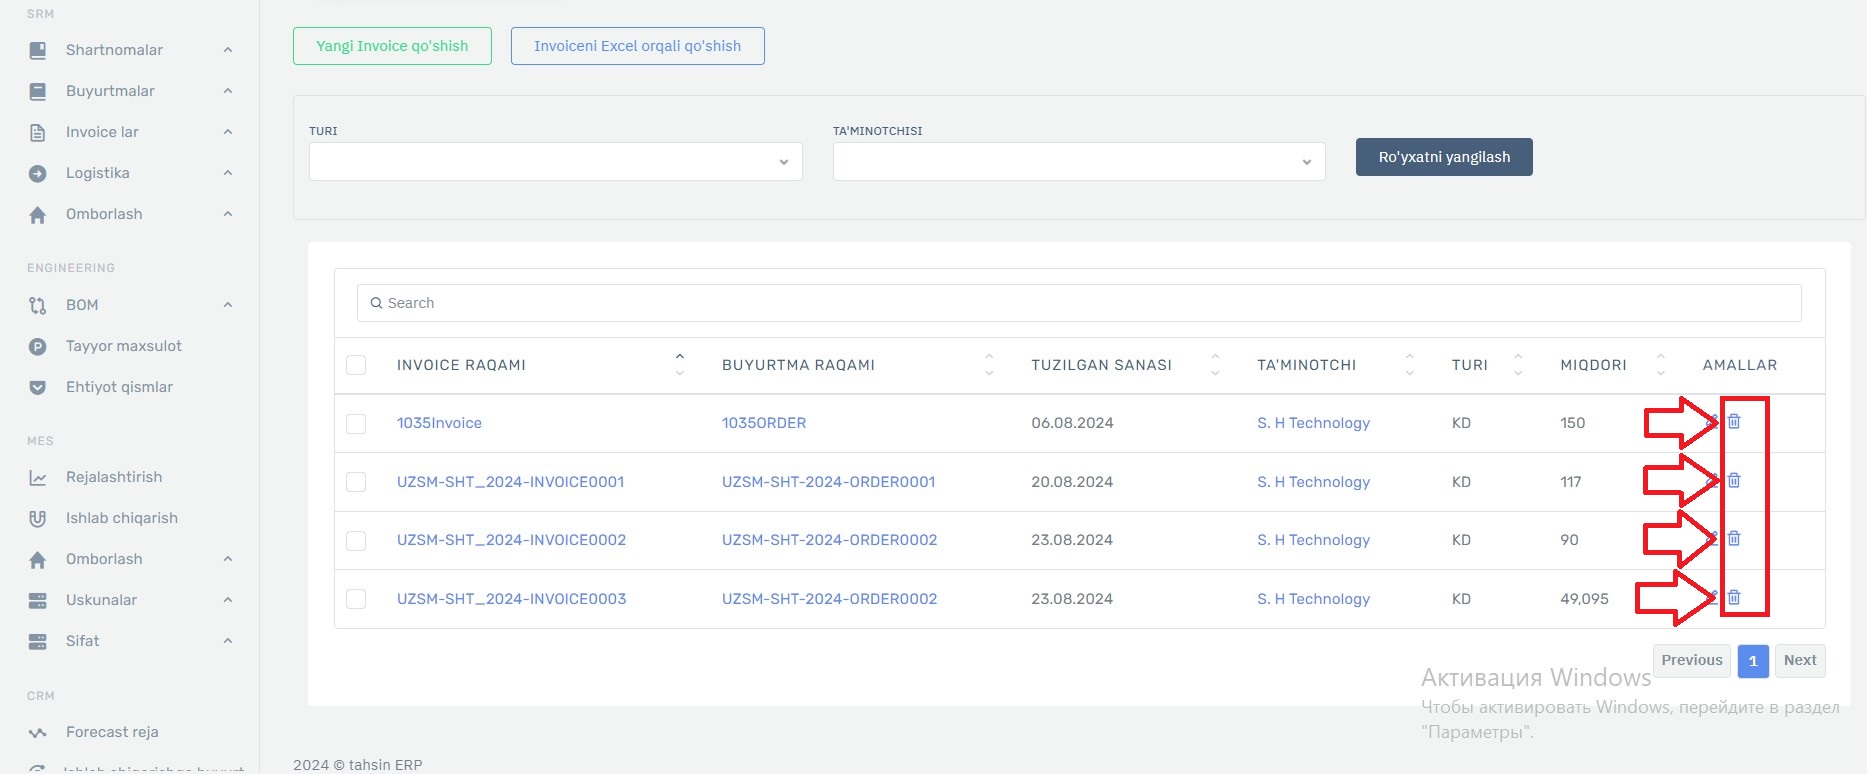 SRM
Shartnomalar
Buyurtmalar
Invoice lar
Logistika
Omborlash
ENGINEERING
BOM
Tayyor maxsulot
Ehtiyot qismlar
MES
Rejalashtirish
Ishlab chiqarish
Omborlash
Uskunalar
Sifat
CRM
Forecast reja
Yangi Invoice qo'shish Invoiceni Excel orqali qo'shish
TURI TA'MINOTCHISI
Ro'yxatni yangilash
Search
INVOICE RAQAMI BUYURTMA RAQAMI TUZILGAN SANASI TA'MINOTCHI TURI MIQDORI AMALLAR
1035Invoice 1035ORDER 06.08.2024 S. H Technology KD 150
UZSM-SHT_2024-INVOICE0001 UZSM-SHT-2024-ORDER0001 20.08.2024 S. H Technology KD 117
UZSM-SHT_2024-INVOICE0002 UZSM-SHT-2024-ORDER0002 23.08.2024 S. H Technology KD 90
UZSM-SHT_2024-INVOICE0003 UZSM-SHT-2024-ORDER0002 23.08.2024 S. H Technology KD 49,095
Previous 1 Next
Активация Windows
Чтобы активировать Windows, перейдите в раздел
"Параметры".
2024 © tahsin ERP